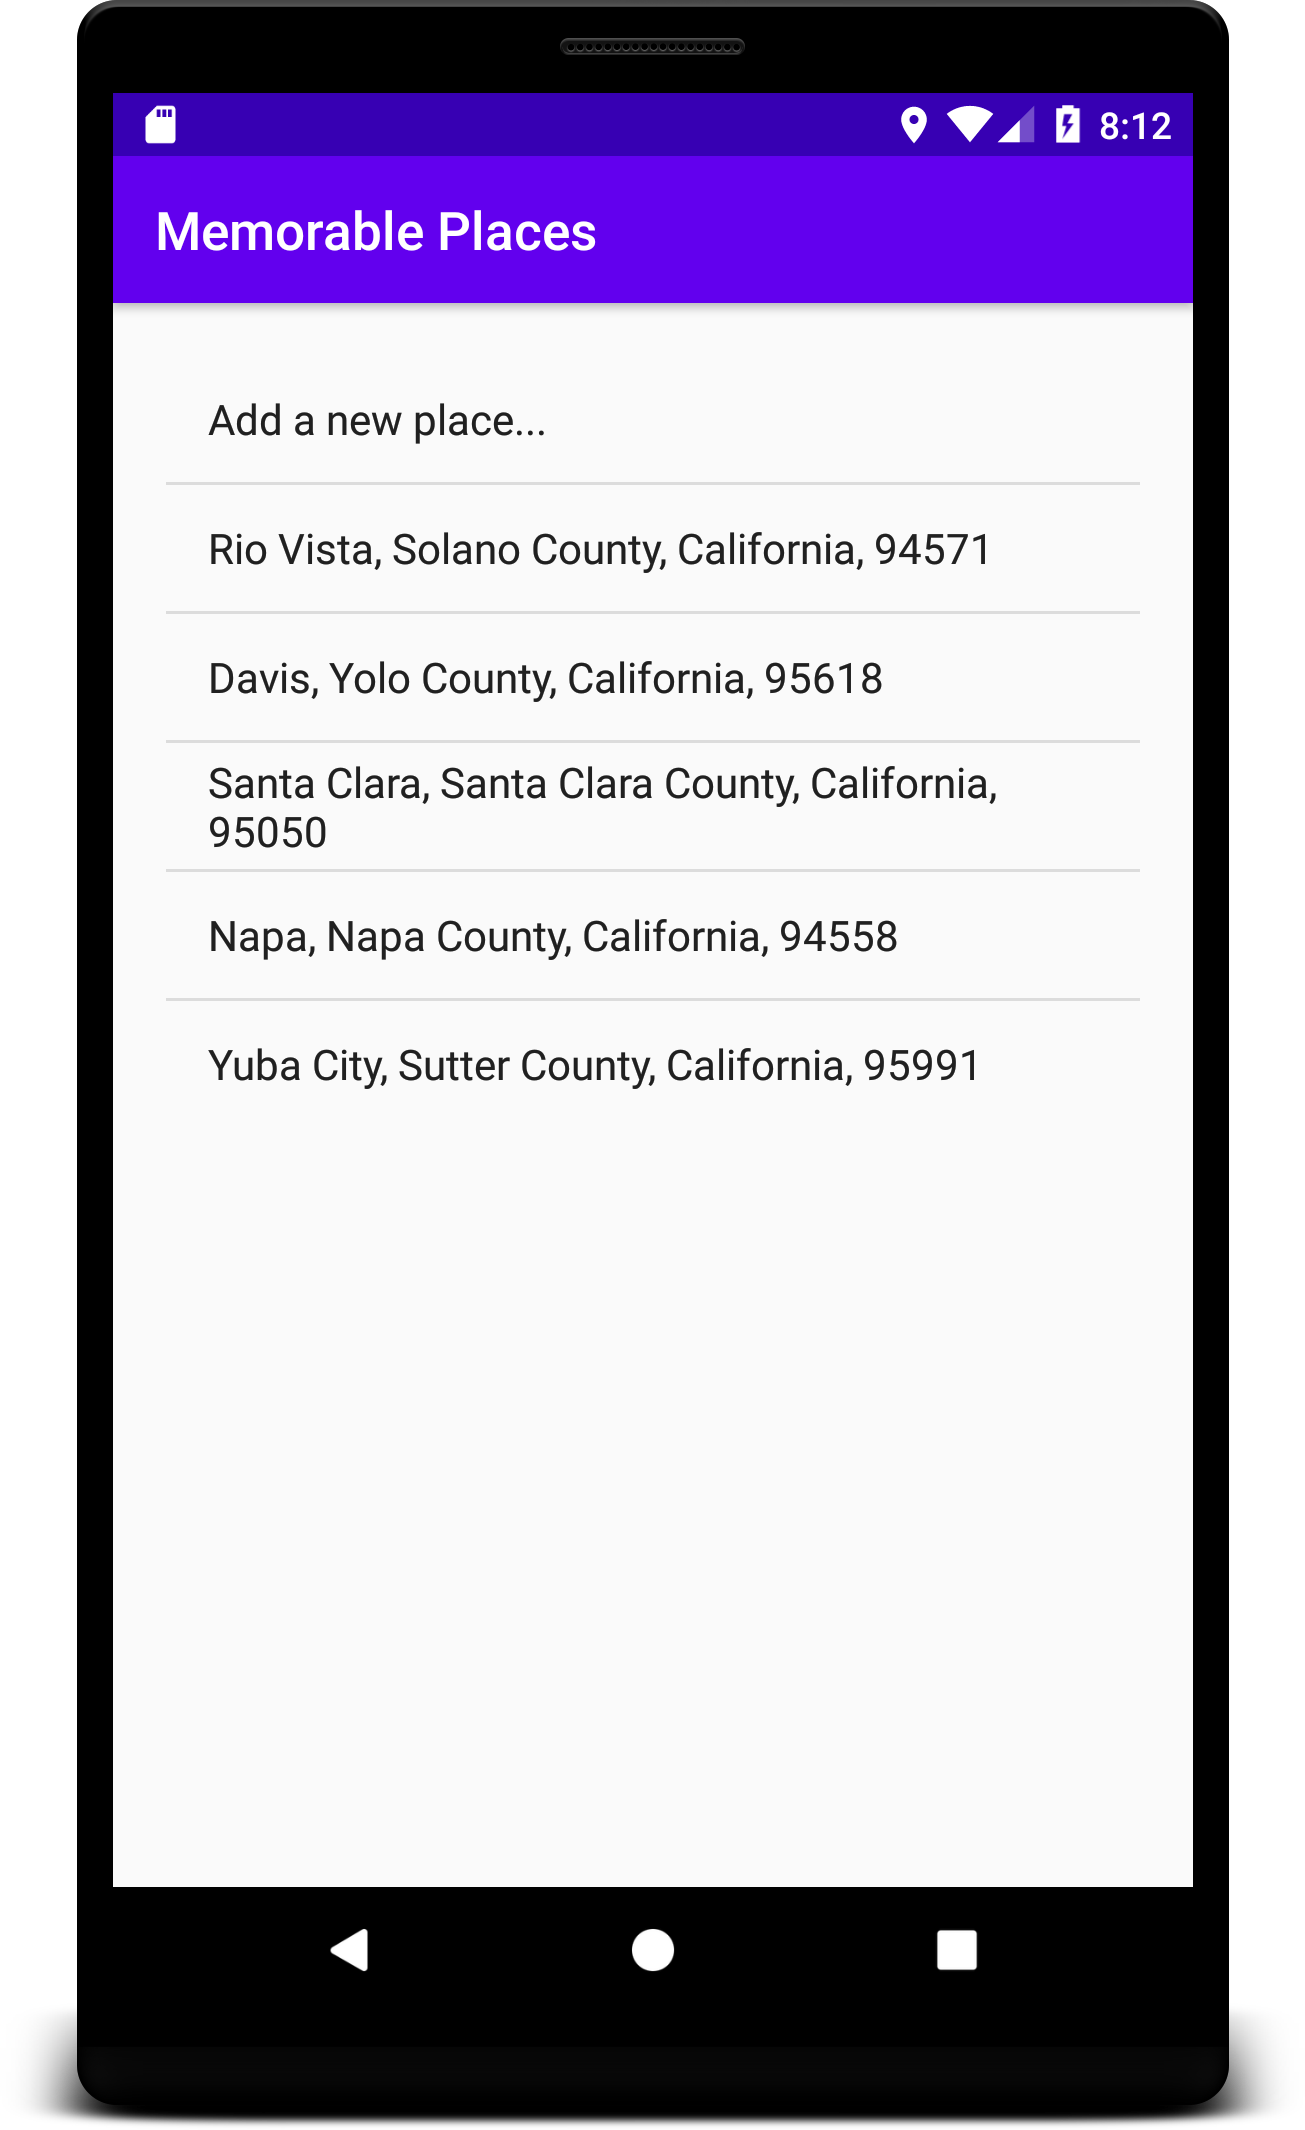 8:12
Memorable Places
Add a new place...
Rio Vista, Solano County, California, 94571
Davis, Yolo County, California, 95618
Santa Clara, Santa Clara County, California,
95050
Napa, Napa County, California, 94558
Yuba City, Sutter County, California, 95991